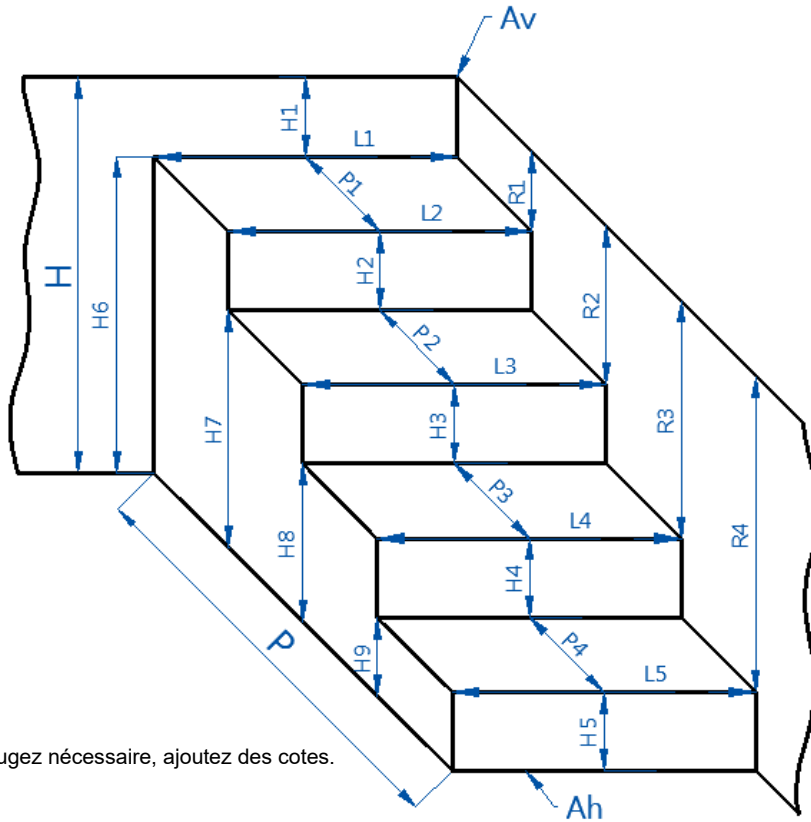 Av
H1
L1
P1
R1
L2
H
H6
H2
R2
P2
L3
H7
H3
R3
P3
L4
H8
H4
R4
P4
H9
L5
P
H5
ugez nécessaire, ajoutez des cotes.
Ah